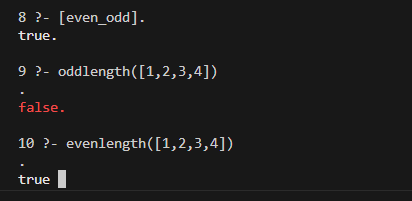 8 ?- [even_odd].
true.
9 ?- oddlength([1,2,3,4])
.
false.
10 ?- evenlength([1,2,3,4])
.
true